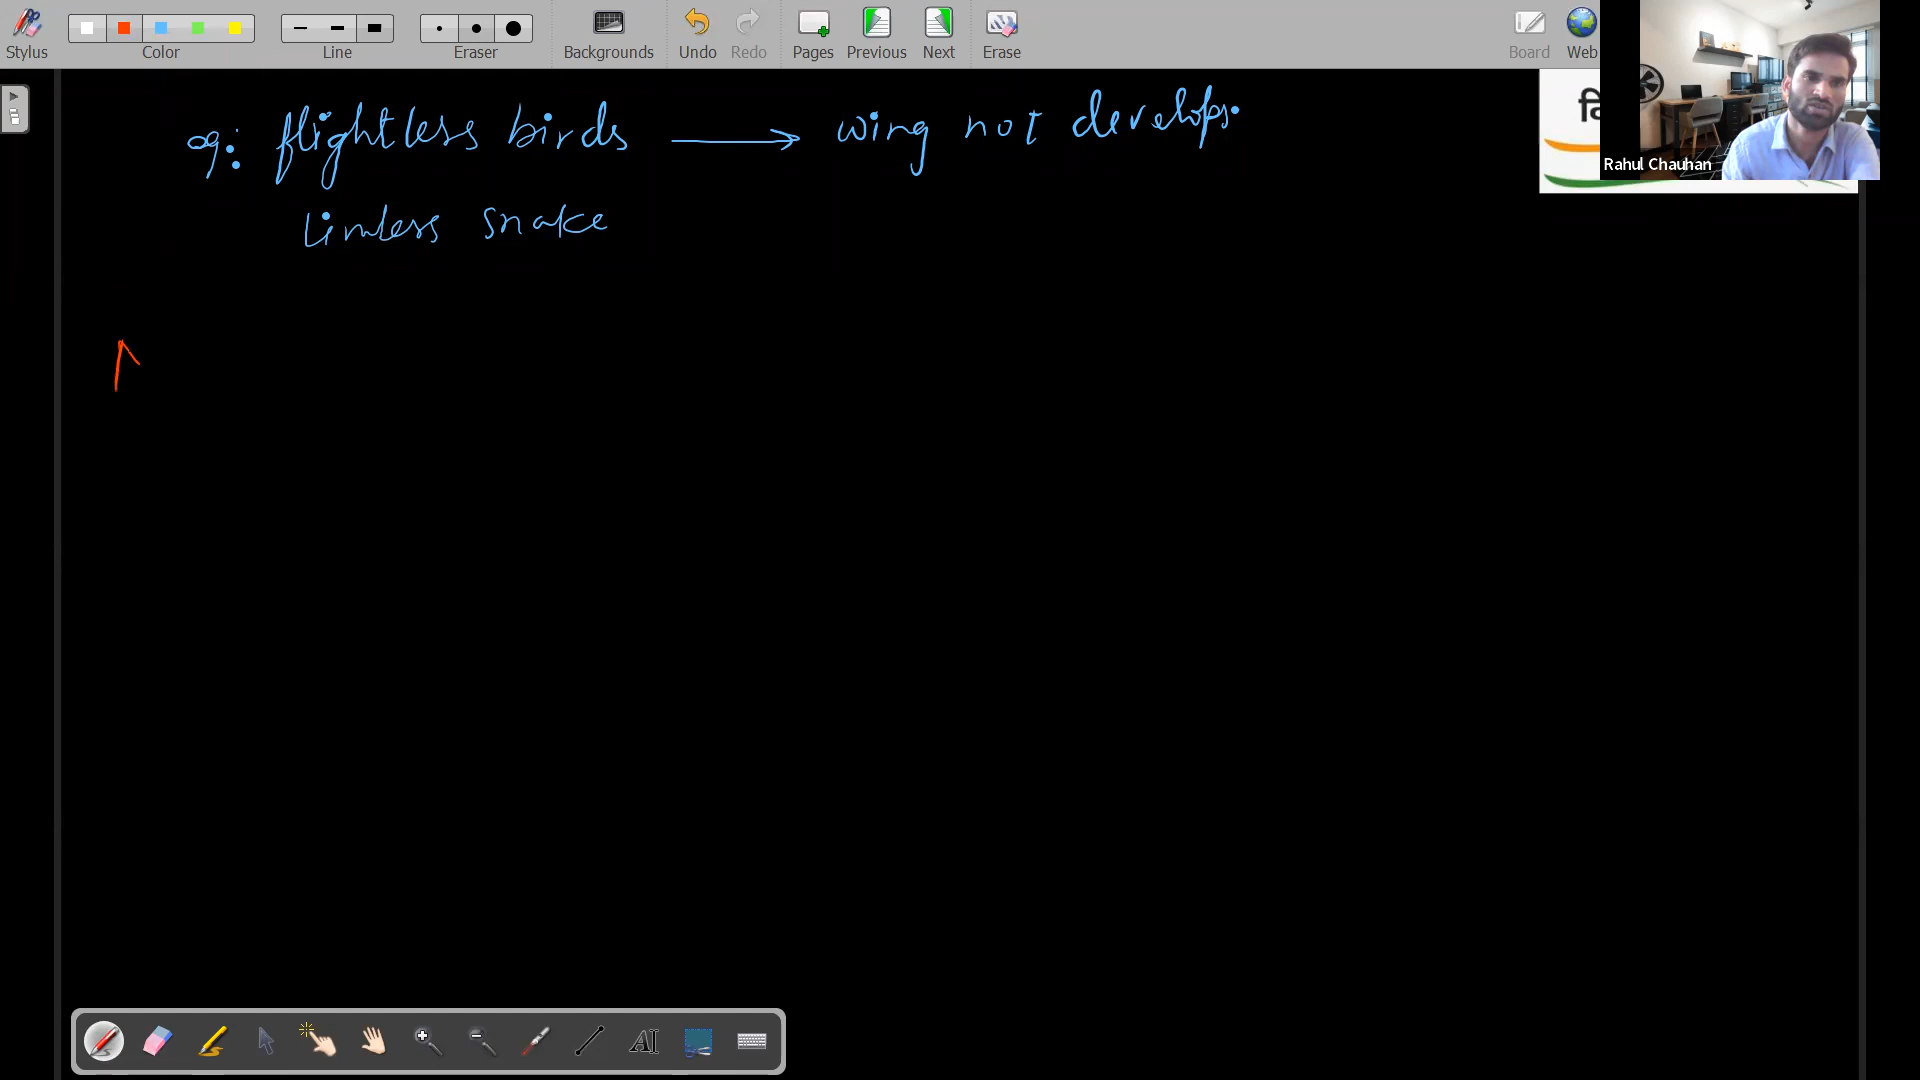 Stylus Color Line Eraser Backgrounds Undo Redo Pages Previous Next Erase Board Web
Rahul Chauhan
eg: flightless birds → wing not develops.
limless snake